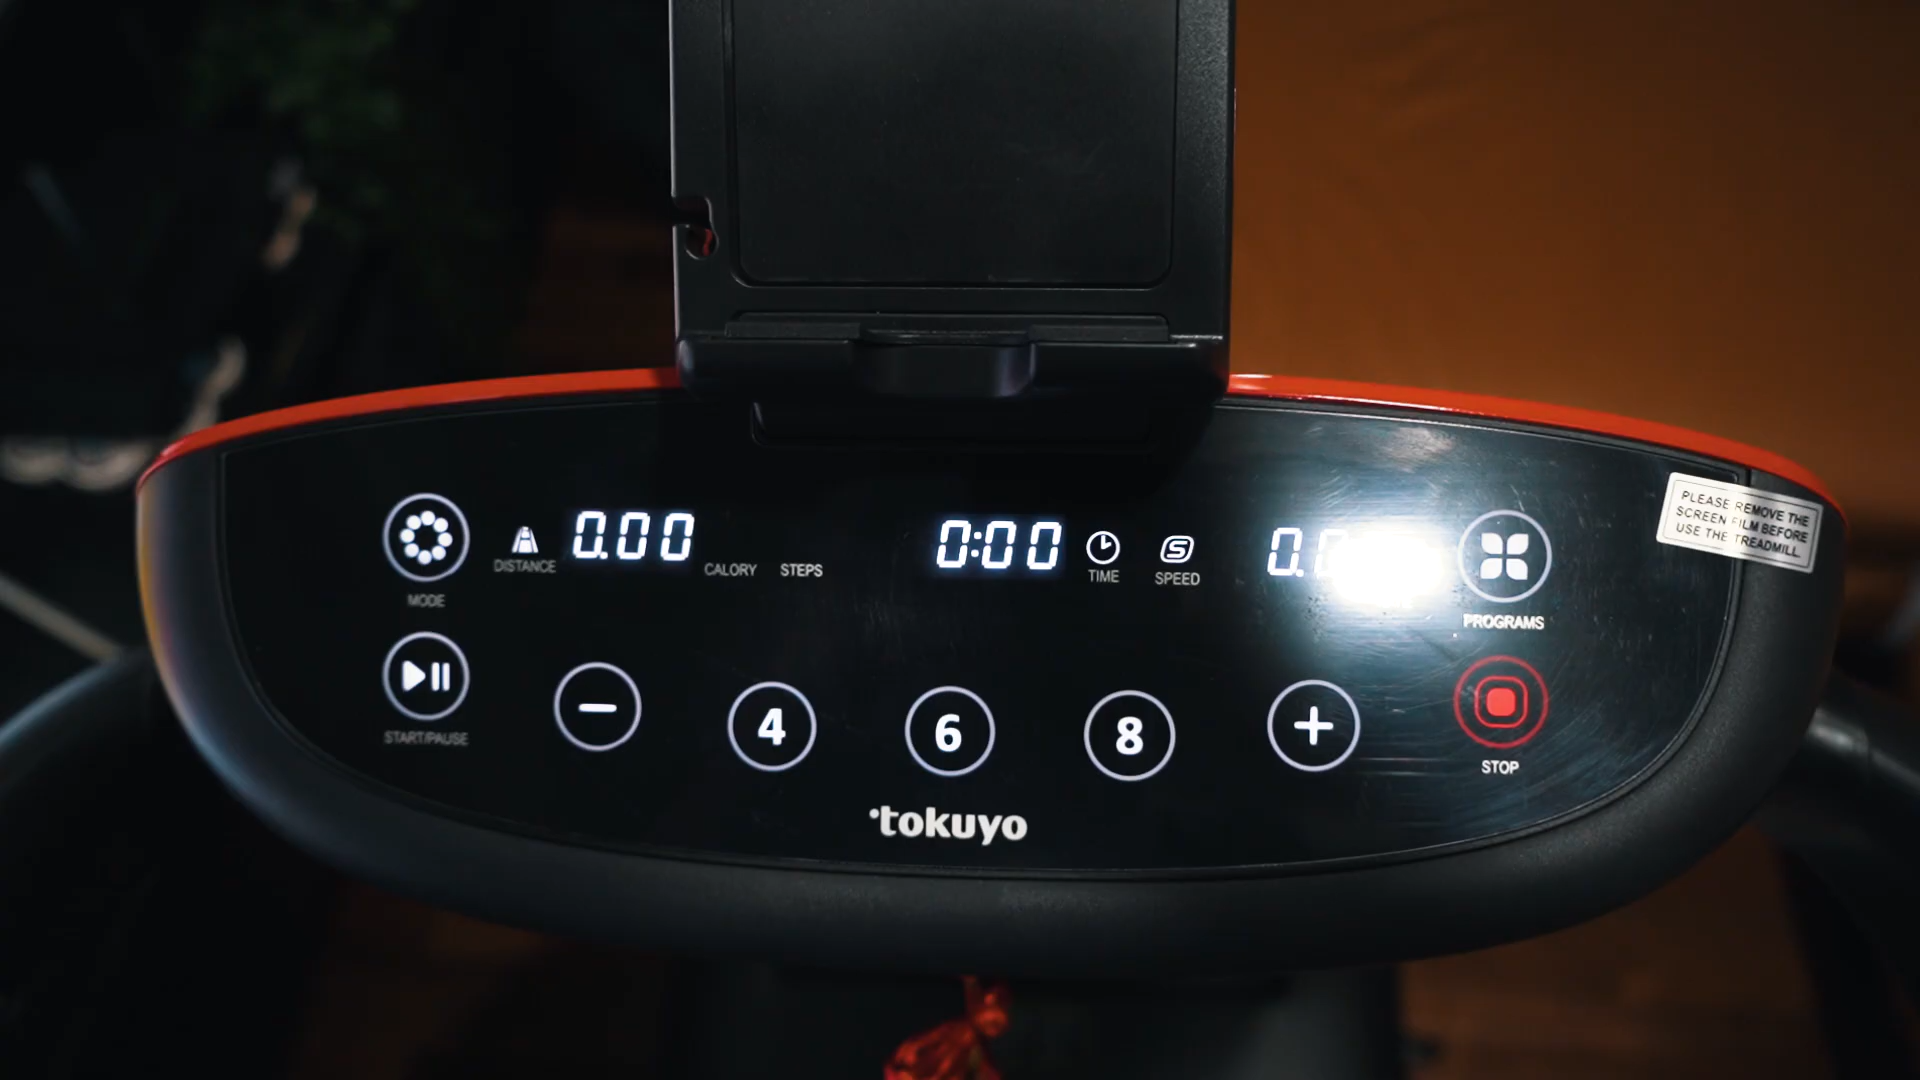 0.00
0:00
0.
DISTANCE
CALORY
STEPS
TIME
SPEED
MODE
PROGRAMS
PLEASE REMOVE THE
SCREEN FILM BEFORE
USE THE TREADMILL.
4
6
8
START/PAUSE
STOP
tokuyo